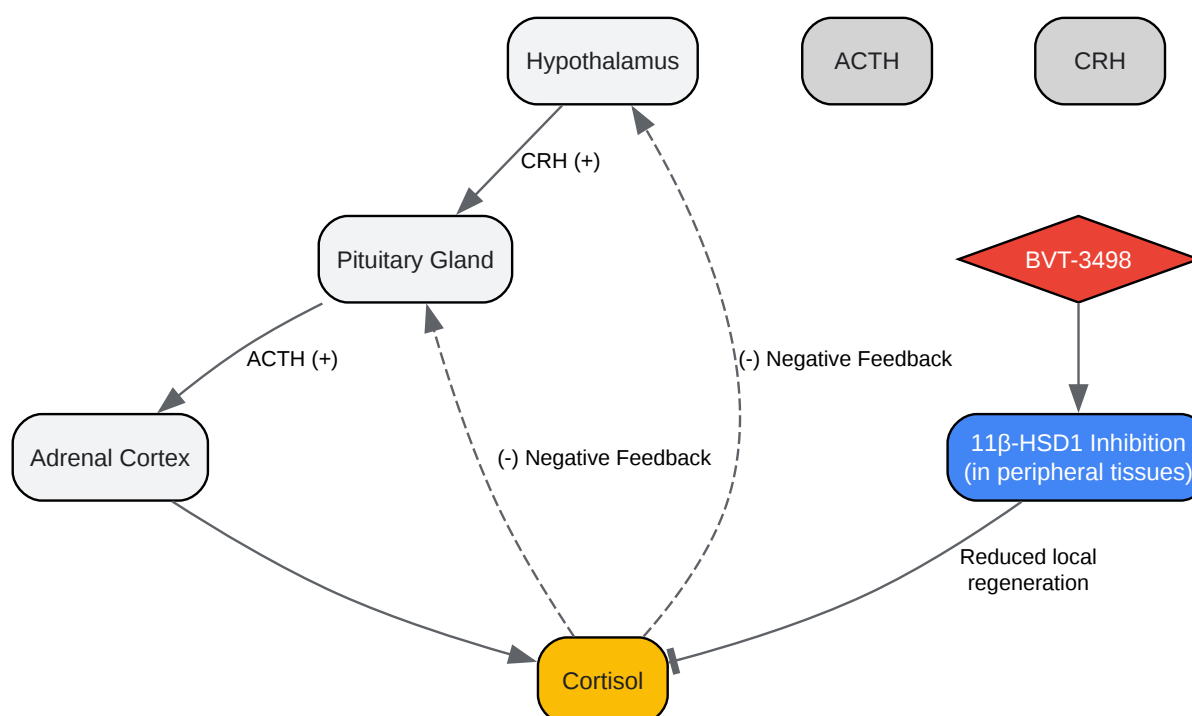 Hypothalamus
ACTH
CRH
CRH (+)
Pituitary Gland
BVT-3498
ACTH (+)
(-) Negative Feedback
Adrenal Cortex
(-) Negative Feedback
11β-HSD1 Inhibition
(in peripheral tissues)
Reduced local
regeneration
Cortisol